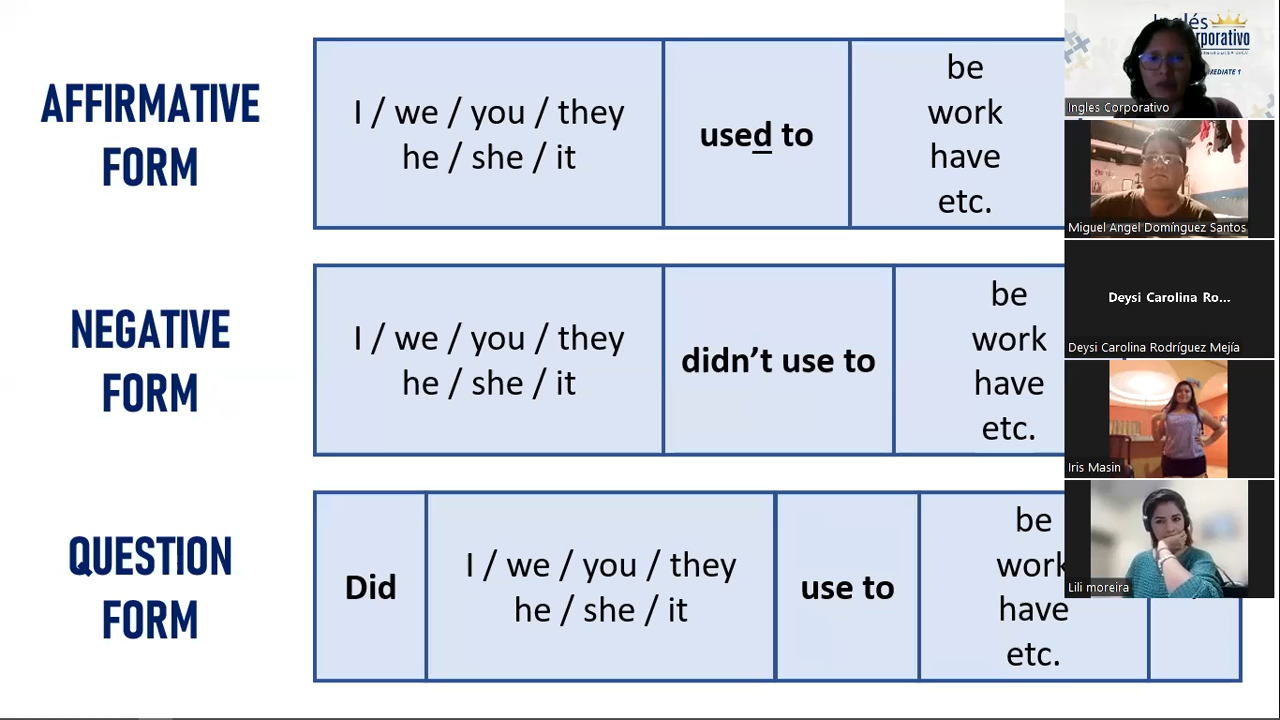 AFFIRMATIVE
FORM
I / we / you / they
he / she / it
used to
be
work
have
etc.
NEGATIVE
FORM
I / we / you / they
he / she / it
didn’t use to
be
work
have
etc.
QUESTION
FORM
Did
I / we / you / they
he / she / it
use to
be
work
have
etc.
Inglés
Ingles Corporativo
Miguel Angel Domínguez Santos
Deysi Carolina Ro...
Deysi Carolina Rodríguez Mejía
Iris Masin
Lili moreira